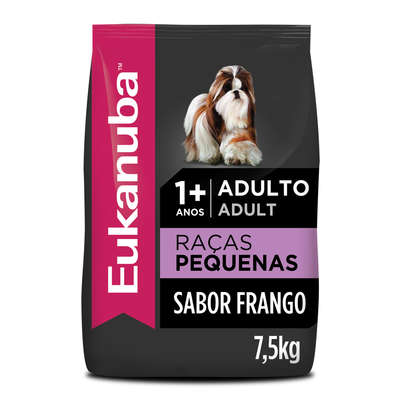 Eukanuba™
1+
ANOS
ADULTO
ADULT
RAÇAS
PEQUENAS
SABOR FRANGO
7,5kg